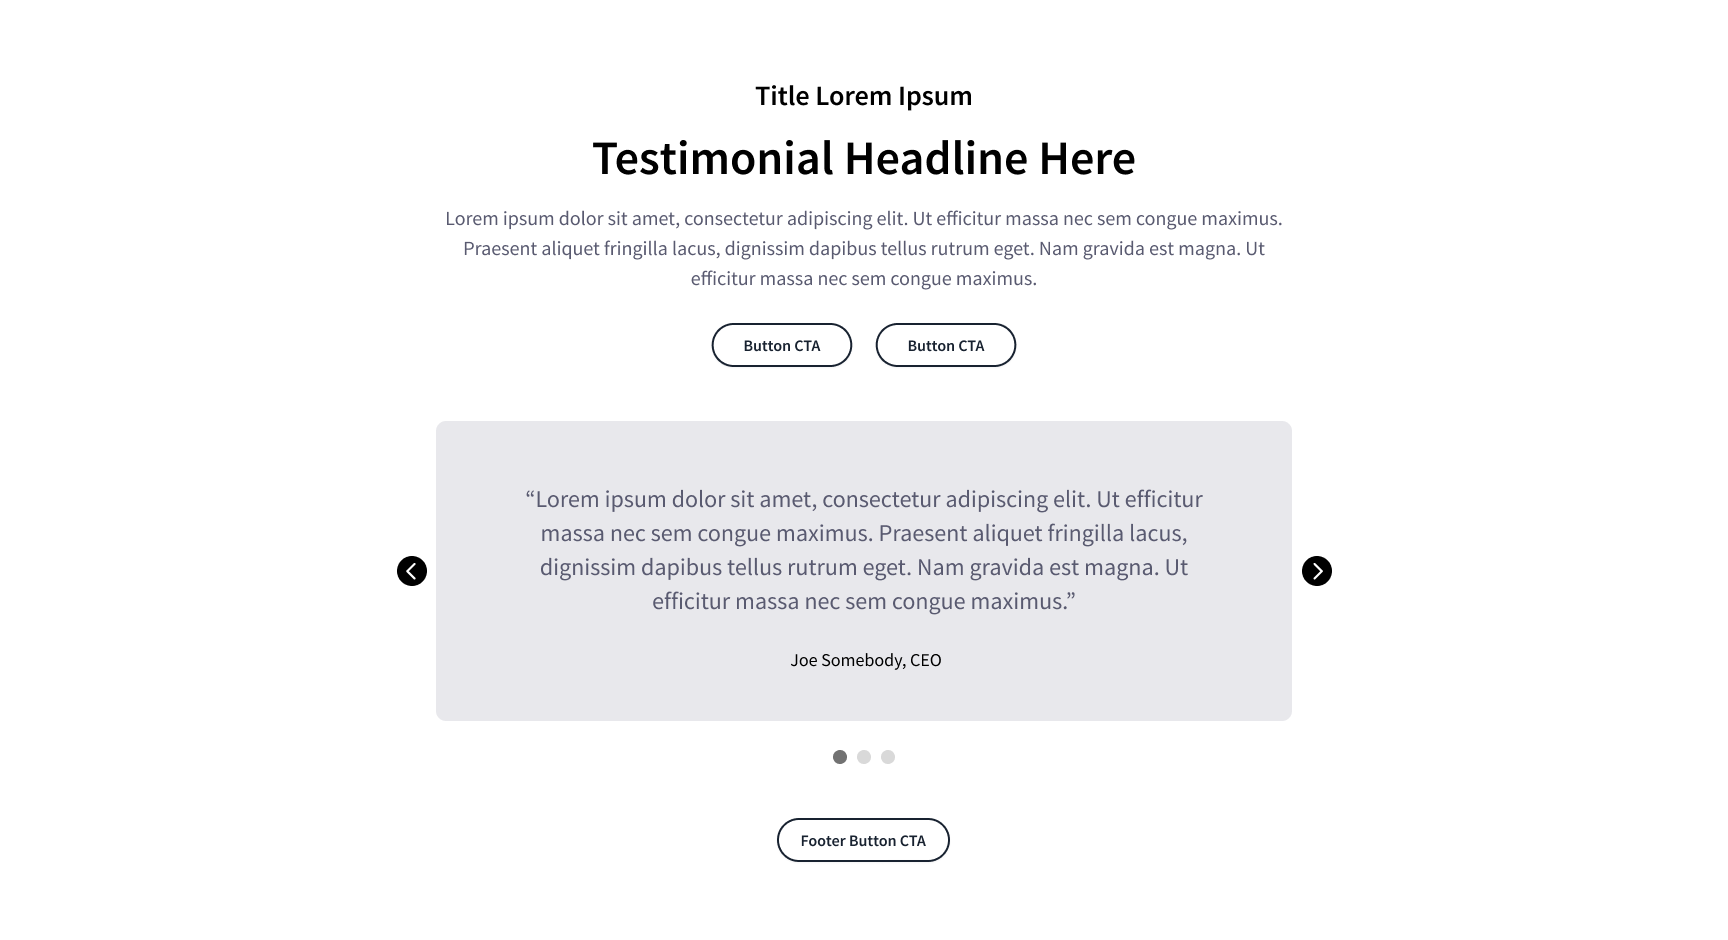 Title Lorem Ipsum
Testimonial Headline Here
Lorem ipsum dolor sit amet, consectetur adipiscing elit. Ut efficitur massa nec sem congue maximus.
Praesent aliquet fringilla lacus, dignissim dapibus tellus rutrum eget. Nam gravida est magna. Ut
efficitur massa nec sem congue maximus.
Button CTA
Button CTA
“Lorem ipsum dolor sit amet, consectetur adipiscing elit. Ut efficitur
massa nec sem congue maximus. Praesent aliquet fringilla lacus,
dignissim dapibus tellus rutrum eget. Nam gravida est magna. Ut
efficitur massa nec sem congue maximus.”
Joe Somebody, CEO
Footer Button CTA